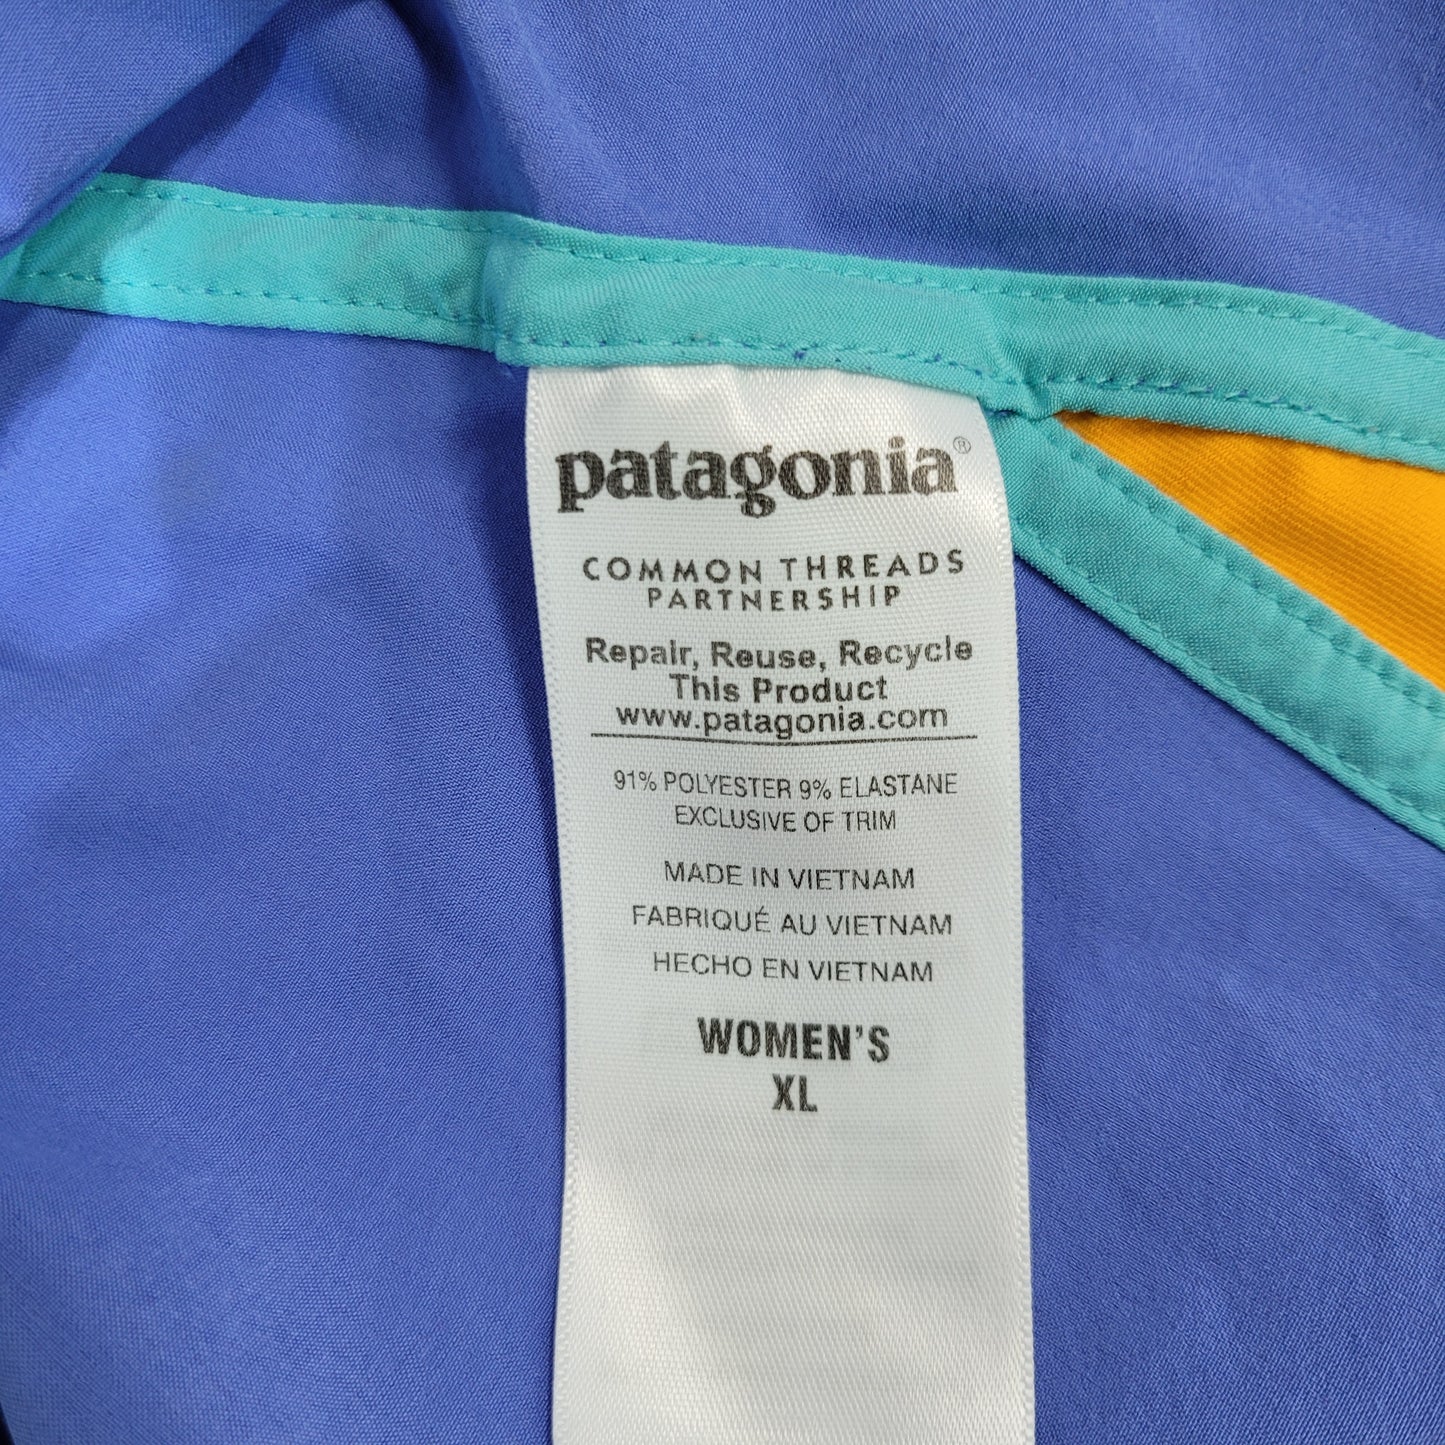 patagonia®
COMMON THREADS
PARTNERSHIP
Repair, Reuse, Recycle
This Product
www.patagonia.com
91% POLYESTER 9% ELASTANE
EXCLUSIVE OF TRIM
MADE IN VIETNAM
FABRIQUÉ AU VIETNAM
HECHO EN VIETNAM
WOMEN'S
XL